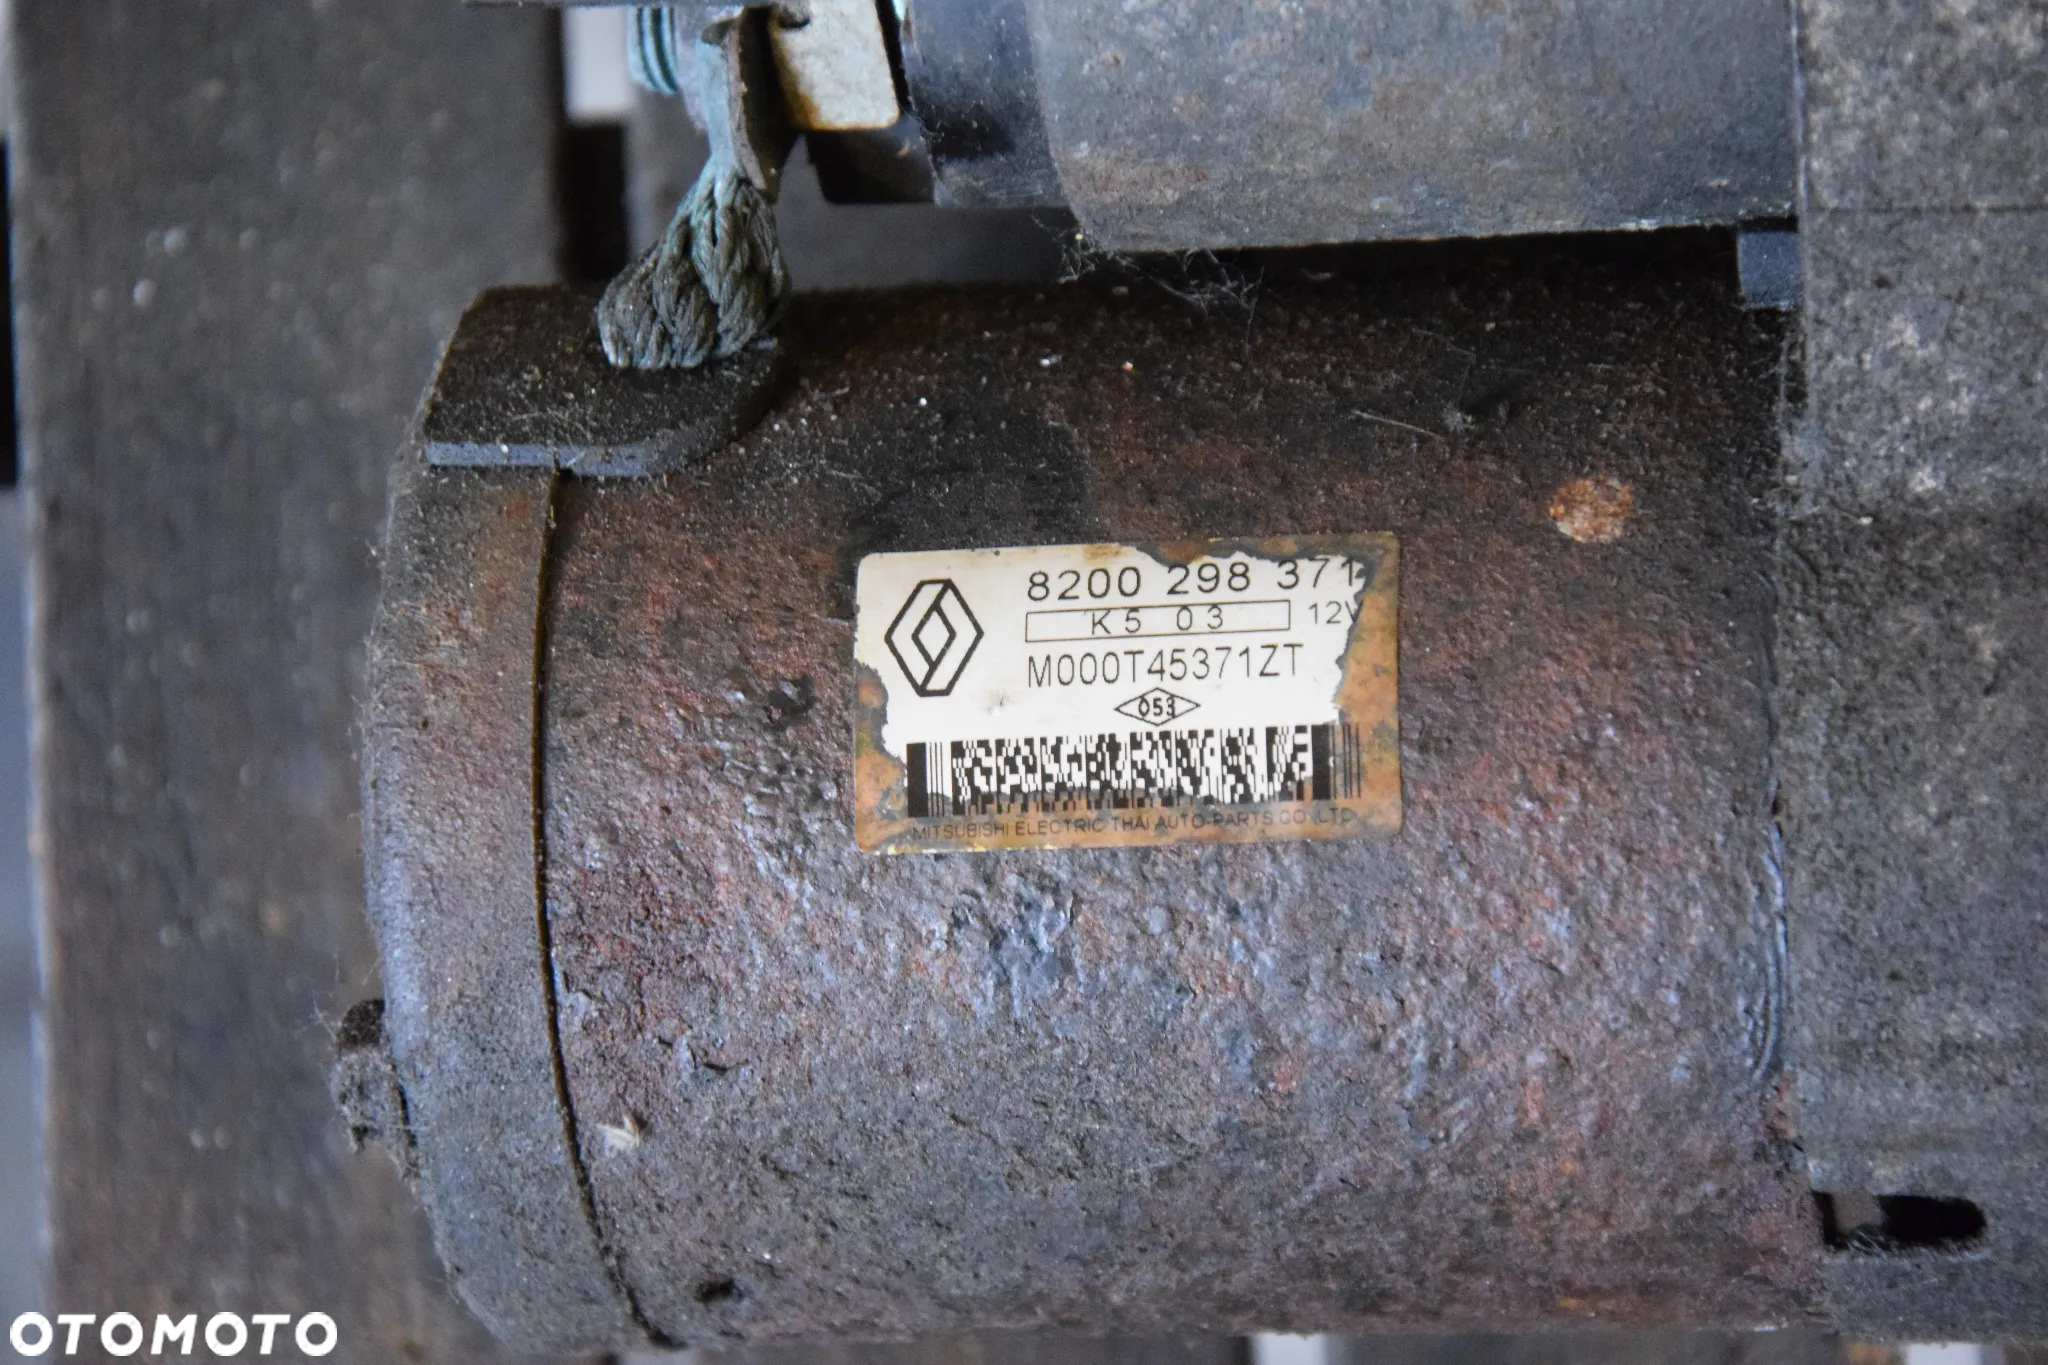 8200 298 371
K5 03 12V
M000T45371ZT
053
MITSUBISHI ELECTRIC THAI AUTO-PARTS CO.,LTD.
OTOMOTO